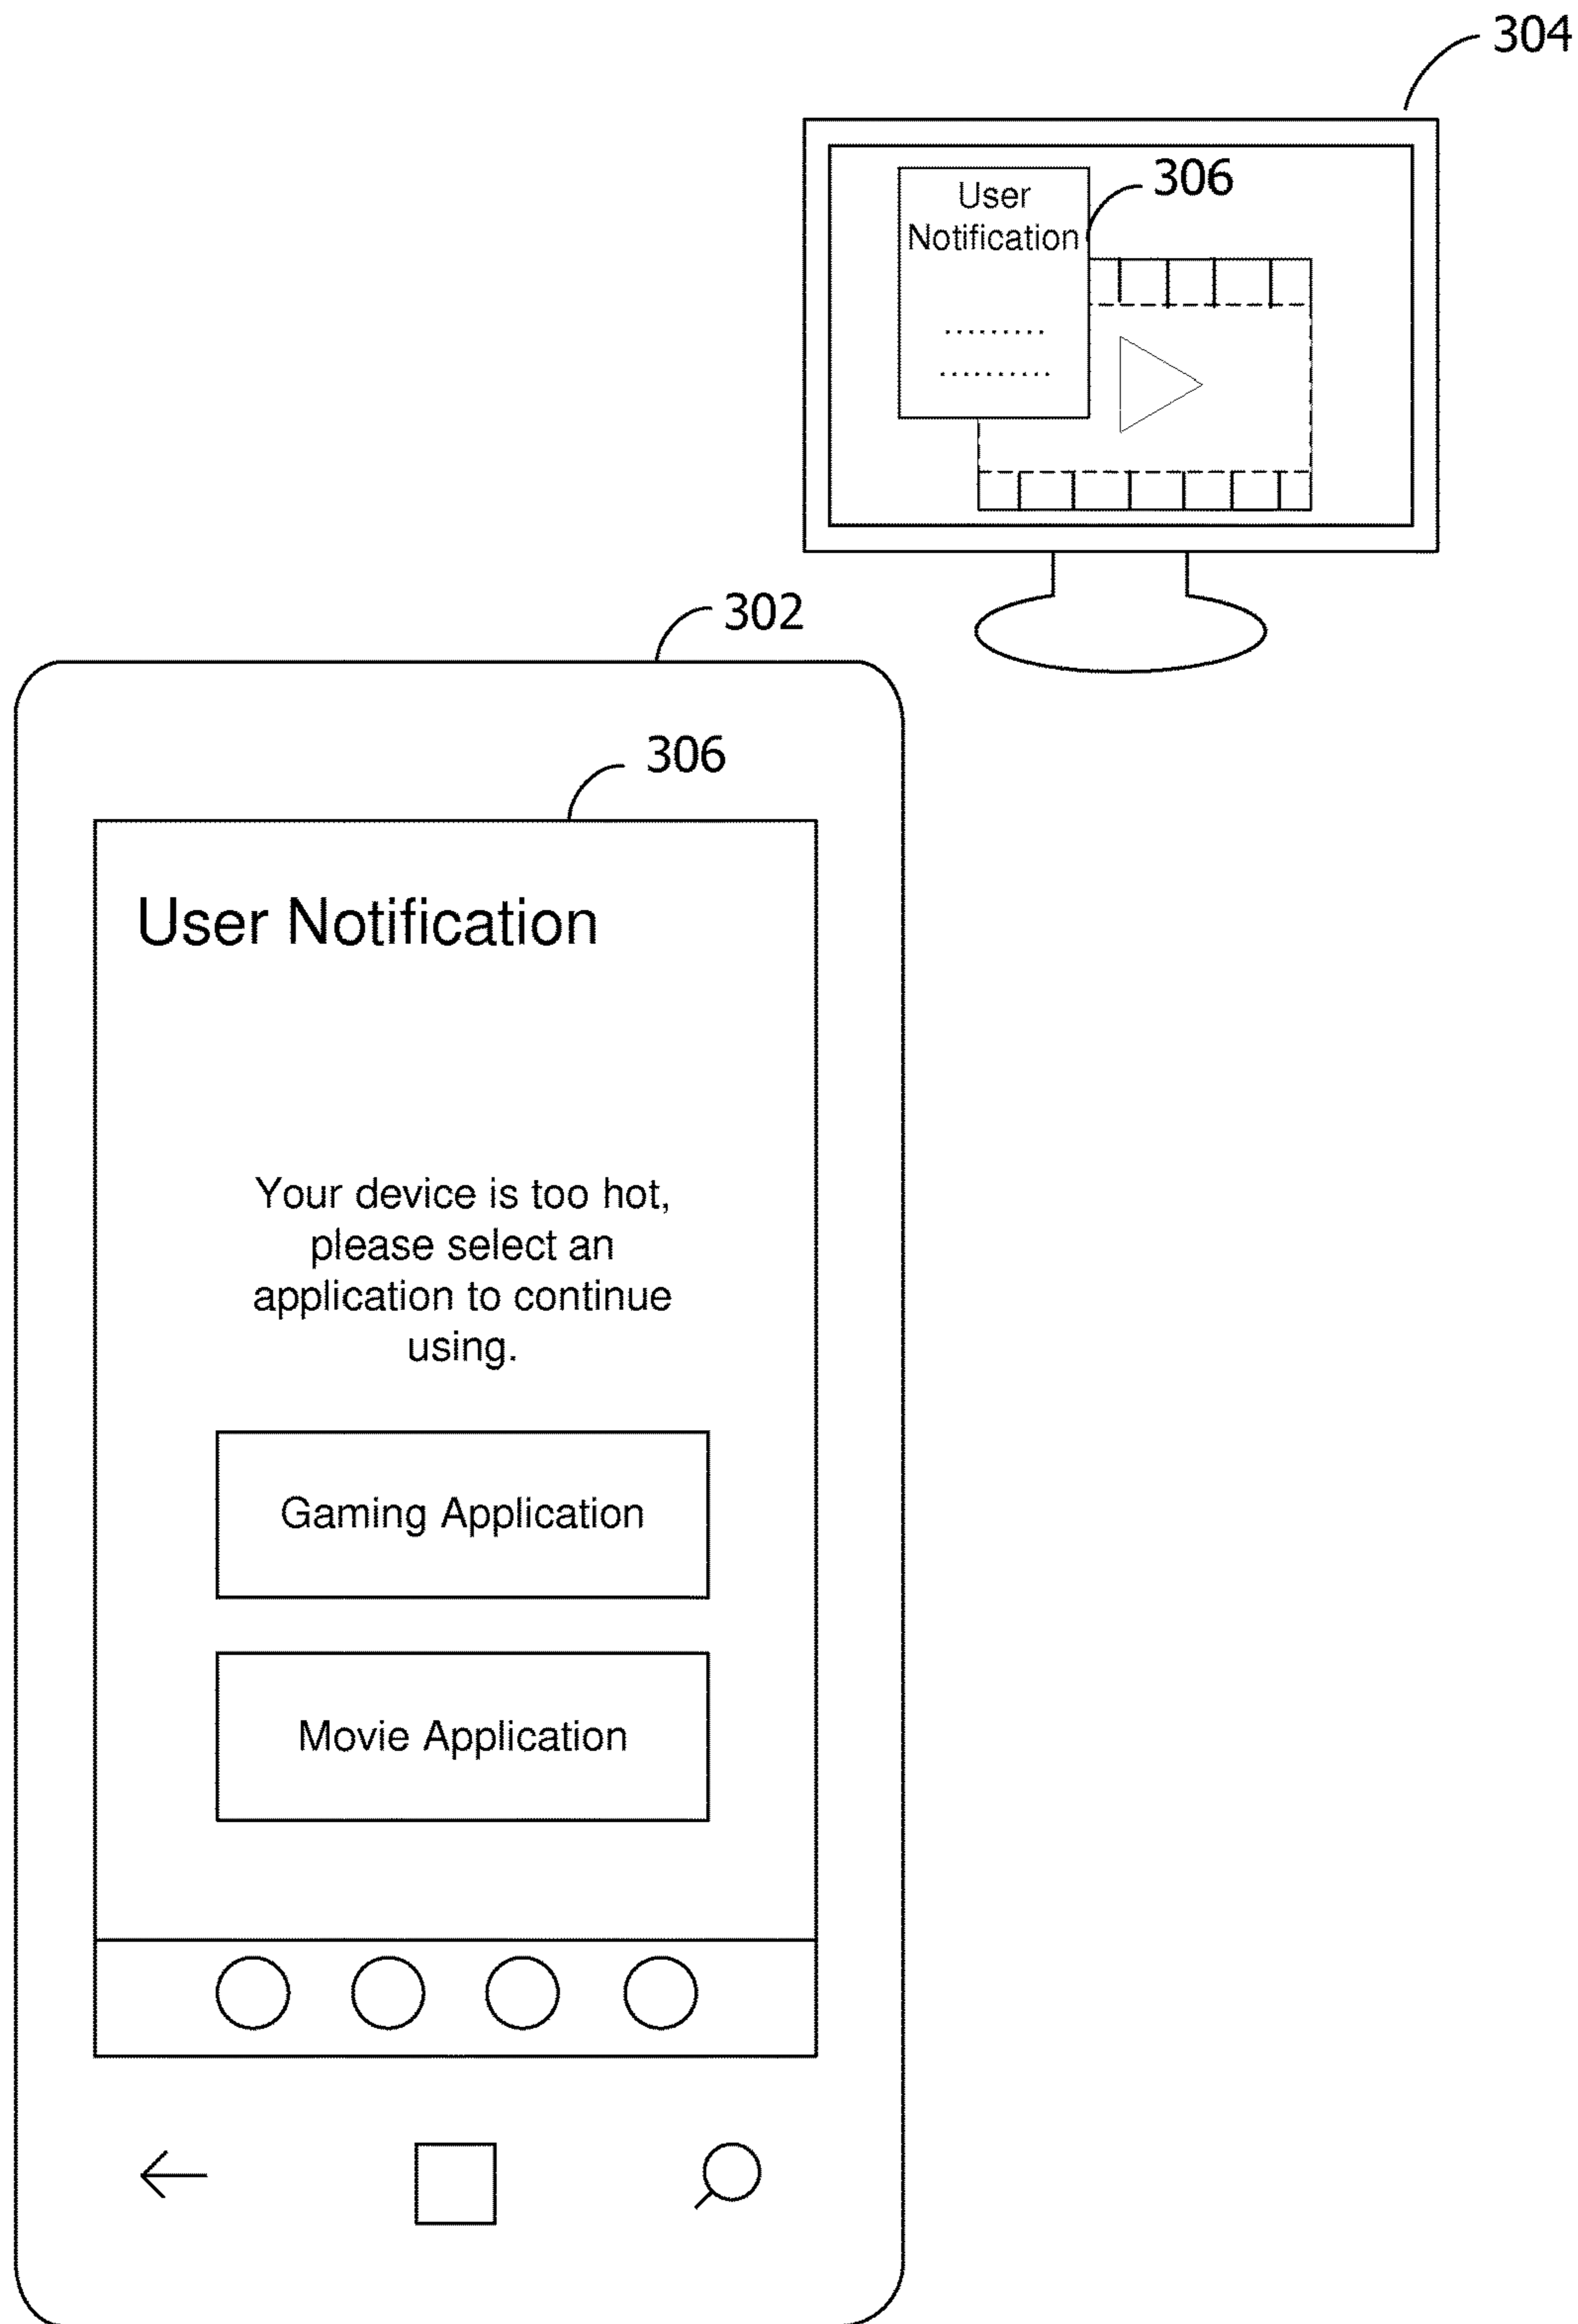 304
306
User
Notification
302
306
User Notification
Your device is too hot,
please select an
application to continue
using.
Gaming Application
Movie Application